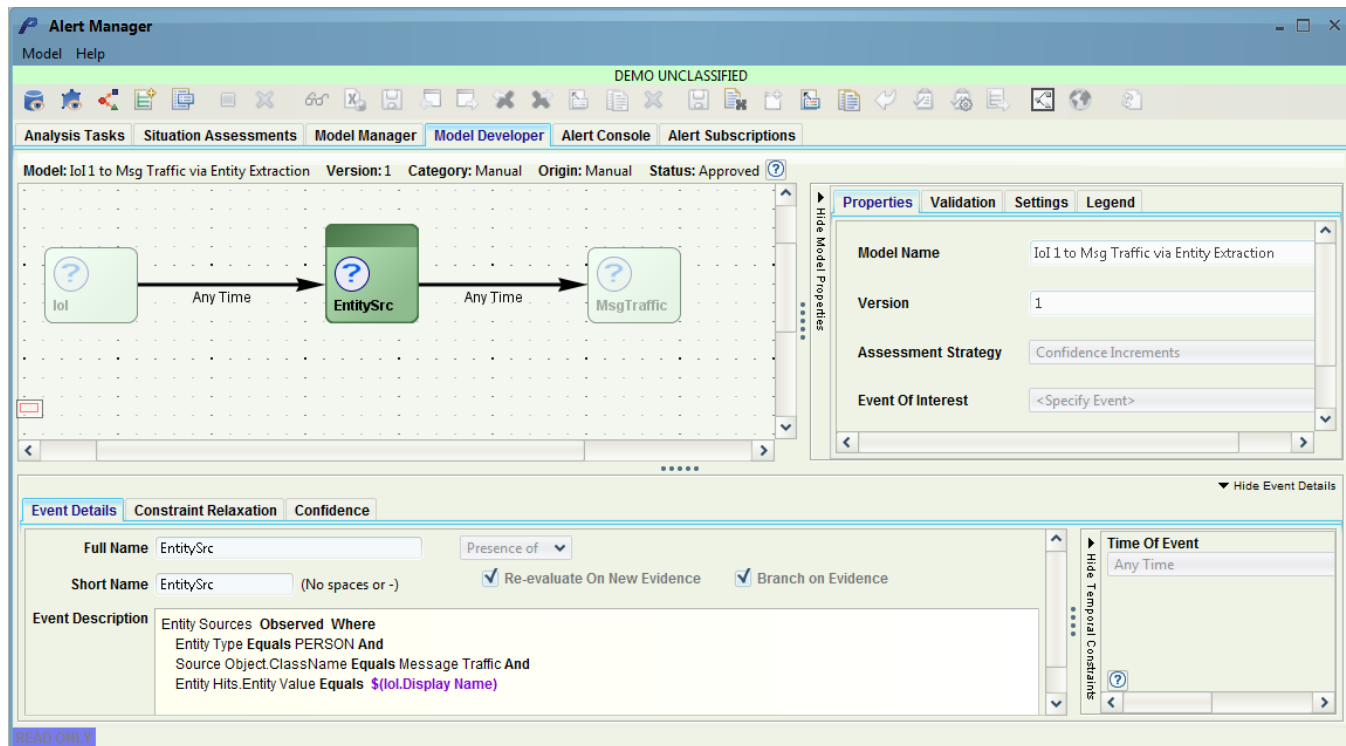 Alert Manager
Model Help
DEMO UNCLASSIFIED
Analysis Tasks Situation Assessments Model Manager Model Developer Alert Console Alert Subscriptions
Model: IoI 1 to Msg Traffic via Entity Extraction Version: 1 Category: Manual Origin: Manual Status: Approved ?
? IoI
Any Time
? EntitySrc
Any Time
? MsgTraffic
Hide Model Properties
Properties Validation Settings Legend
Model Name IoI 1 to Msg Traffic via Entity Extraction
Version 1
Assessment Strategy Confidence Increments
Event Of Interest <Specify Event>
Hide Event Details
Event Details Constraint Relaxation Confidence
Full Name EntitySrc Presence of
Short Name EntitySrc (No spaces or -) Re-evaluate On New Evidence Branch on Evidence
Event Description Entity Sources Observed Where
Entity Type Equals PERSON And
Source Object.ClassName Equals Message Traffic And
Entity Hits.Entity Value Equals $(IoI.Display Name)
Hide Temporal Constraints
Time Of Event
Any Time
?
READ ONLY